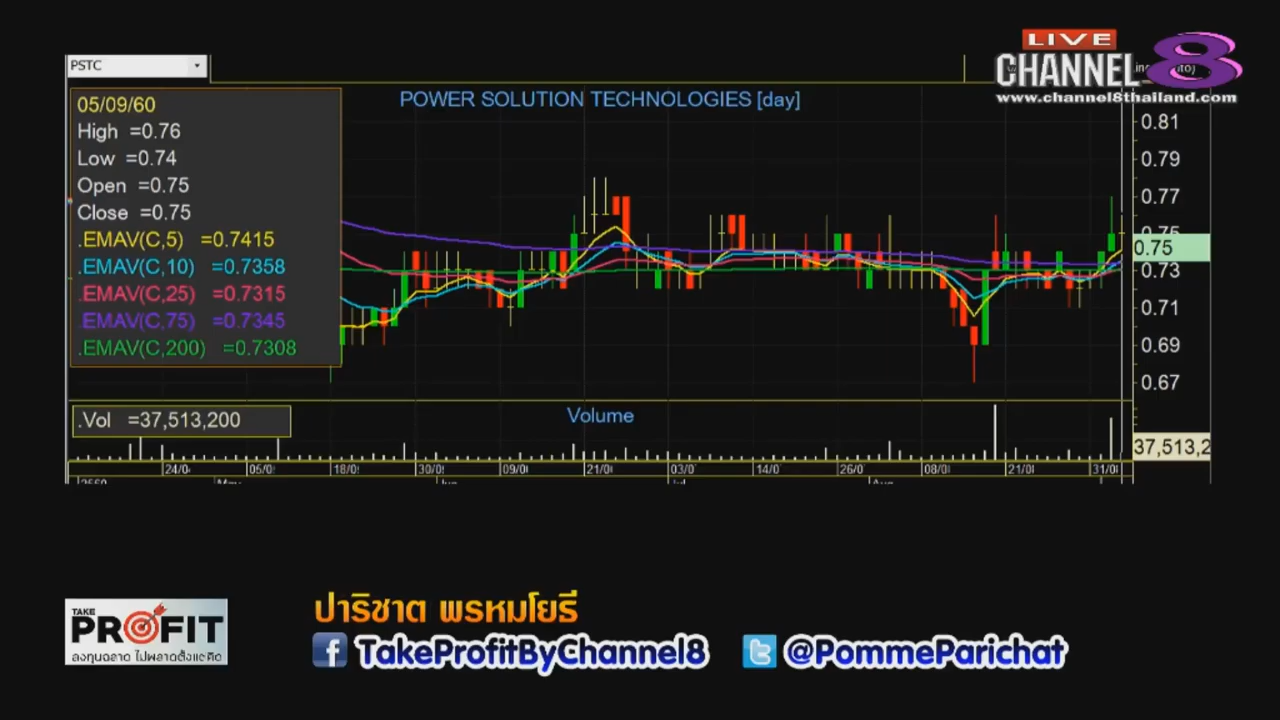 LIVE
CHANNEL 8
www.channel8thailand.com
PSTC
POWER SOLUTION TECHNOLOGIES [day]
05/09/60
High =0.76
Low =0.74
Open =0.75
Close =0.75
.EMAV(C,5) =0.7415
.EMAV(C,10) =0.7358
.EMAV(C,25) =0.7315
.EMAV(C,75) =0.7345
.EMAV(C,200) =0.7308
0.81
0.79
0.77
0.75
0.75
0.73
0.71
0.69
0.67
.Vol =37,513,200
Volume
37,513,2
24/0
05/0
18/0
30/0
09/0
21/0
03/0
14/0
26/0
08/0
21/0
31/0
TAKE
PROFIT
ลงทุนฉลาด ไม่พลาดตั้งแต่คิด
ปาริชาต พรหมโยธี
TakeProfitByChannel8
@PommeParichat